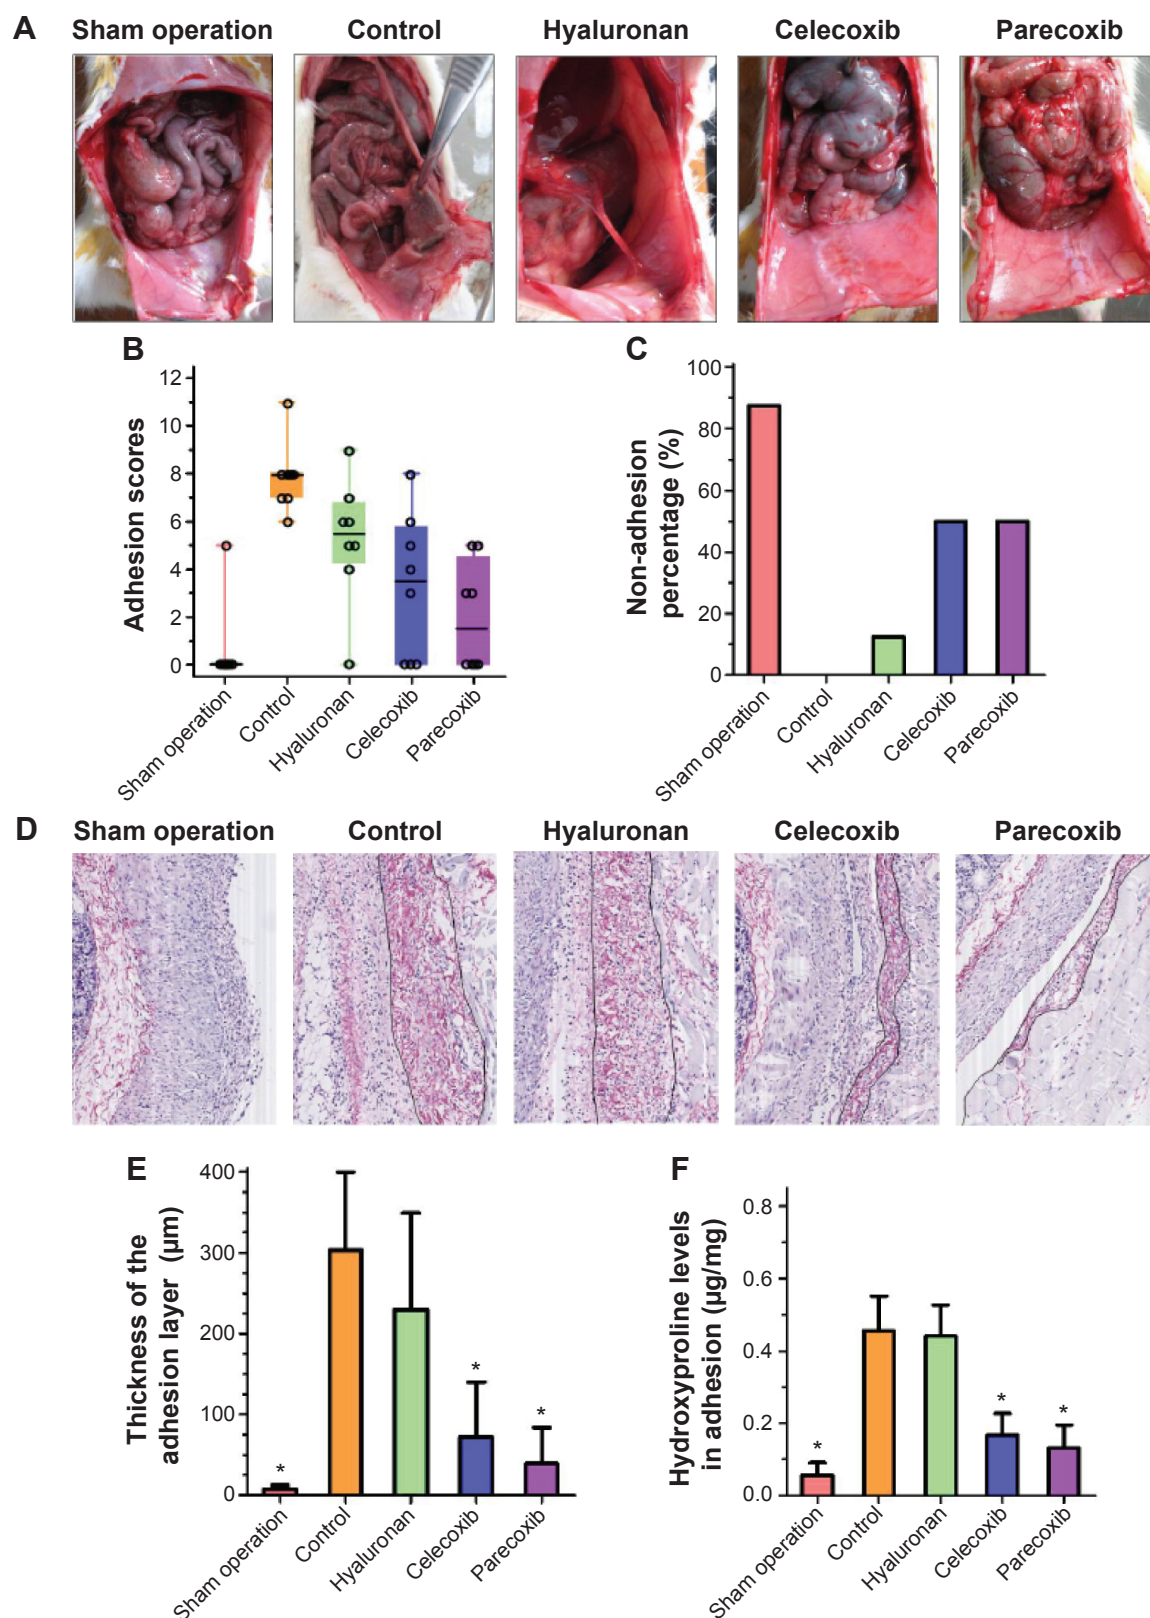 A
Sham operation Control Hyaluronan Celecoxib Parecoxib
B
Adhesion scores
12
10
8
6
4
2
0
Sham operation
Control
Hyaluronan
Celecoxib
Parecoxib
C
Non-adhesion
percentage (%)
100
80
60
40
20
0
Sham operation
Control
Hyaluronan
Celecoxib
Parecoxib
D
Sham operation Control Hyaluronan Celecoxib Parecoxib
E
Thickness of the
adhesion layer (µm)
400
300
200
100
0
*
*
*
Sham operation
Control
Hyaluronan
Celecoxib
Parecoxib
F
Hydroxyproline levels
in adhesion (µg/mg)
0.8
0.6
0.4
0.2
0.0
*
*
*
Sham operation
Control
Hyaluronan
Celecoxib
Parecoxib